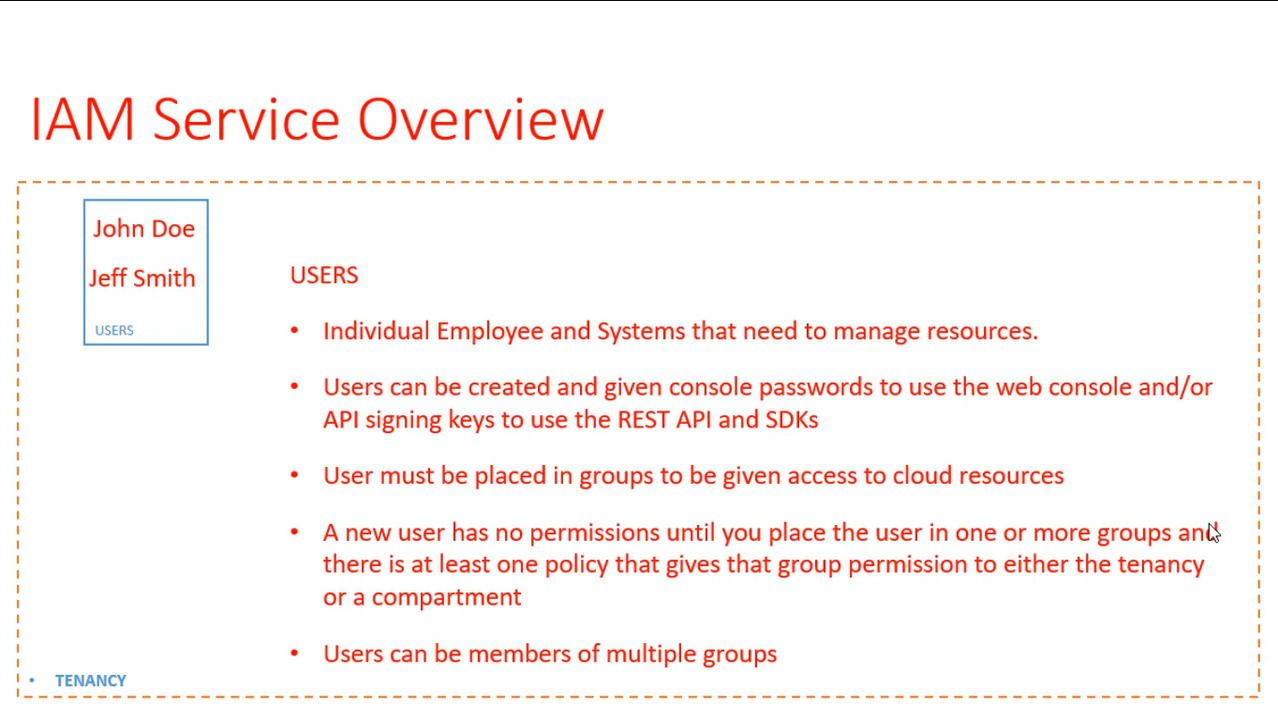 IAM Service Overview
John Doe
Jeff Smith
USERS
USERS
• Individual Employee and Systems that need to manage resources.
• Users can be created and given console passwords to use the web console and/or
API signing keys to use the REST API and SDKs
• User must be placed in groups to be given access to cloud resources
• A new user has no permissions until you place the user in one or more groups and
there is at least one policy that gives that group permission to either the tenancy
or a compartment
• Users can be members of multiple groups
• TENANCY